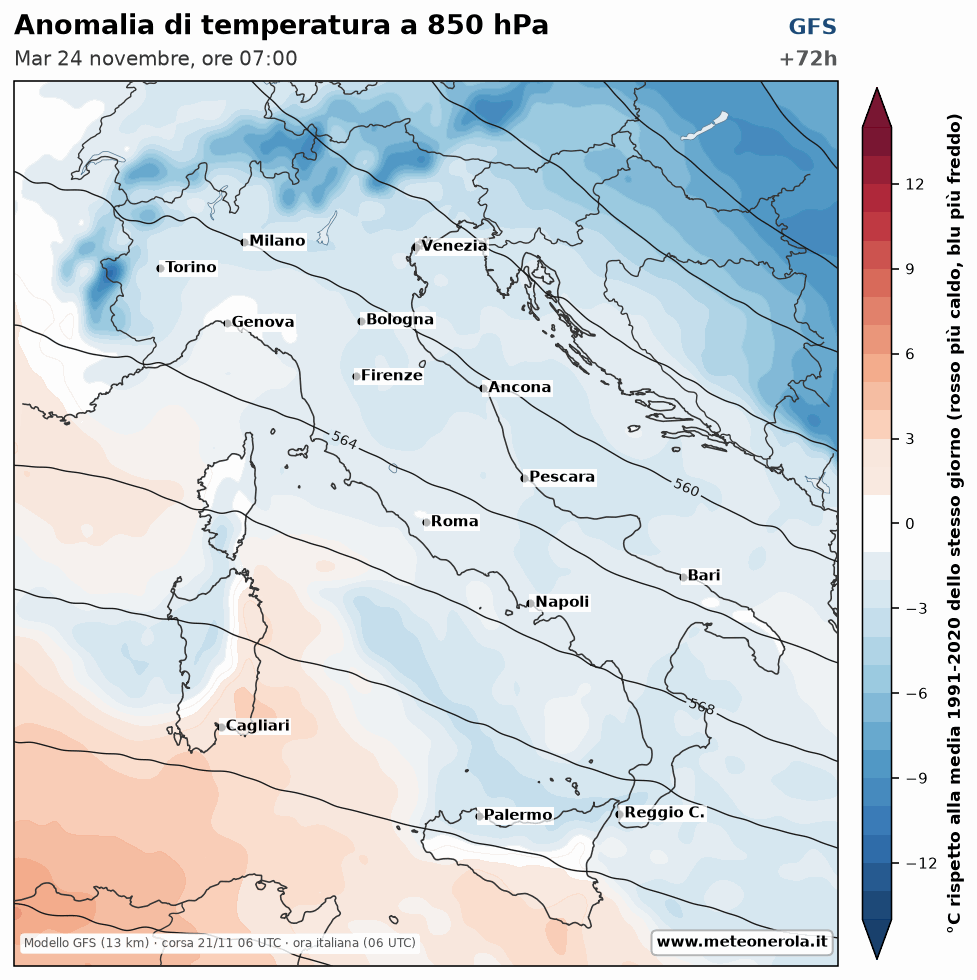 Anomalia di temperatura a 850 hPa
GFS
Mar 24 novembre, ore 07:00
+72h
Milano
Venezia
Torino
Genova
Bologna
Firenze
Ancona
564
Pescara
560
Roma
Bari
Napoli
568
Cagliari
Palermo
Reggio C.
Modello GFS (13 km) · corsa 21/11 06 UTC · ora italiana (06 UTC)
www.meteonerola.it
12
9
6
3
0
−3
−6
−9
−12
°C rispetto alla media 1991-2020 dello stesso giorno (rosso più caldo, blu più freddo)